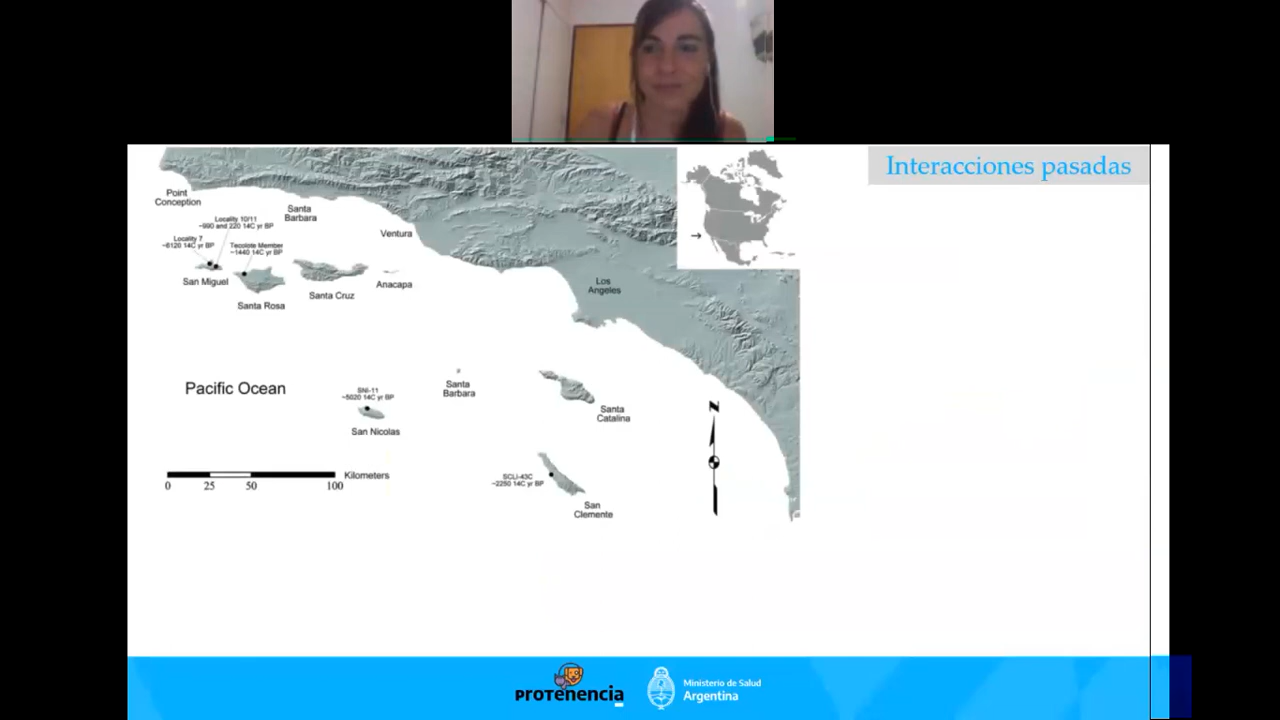 Interacciones pasadas
Point
Conception
Locality 10/11
~990 and 220 14C yr BP
Santa
Barbara
Locality 7
~8120 14C yr BP
Tecolote Member
~1440 14C yr BP
Ventura
San Miguel
Santa Rosa
Santa Cruz
Anacapa
Los
Angeles
Pacific Ocean
SNI-11
~5020 14C yr BP
San Nicolas
Santa
Barbara
Santa
Catalina
N
Kilometers
0 25 50 100
SCLI-43C
~2250 14C yr BP
San
Clemente
PROTENENCIA
Ministerio de Salud
Argentina